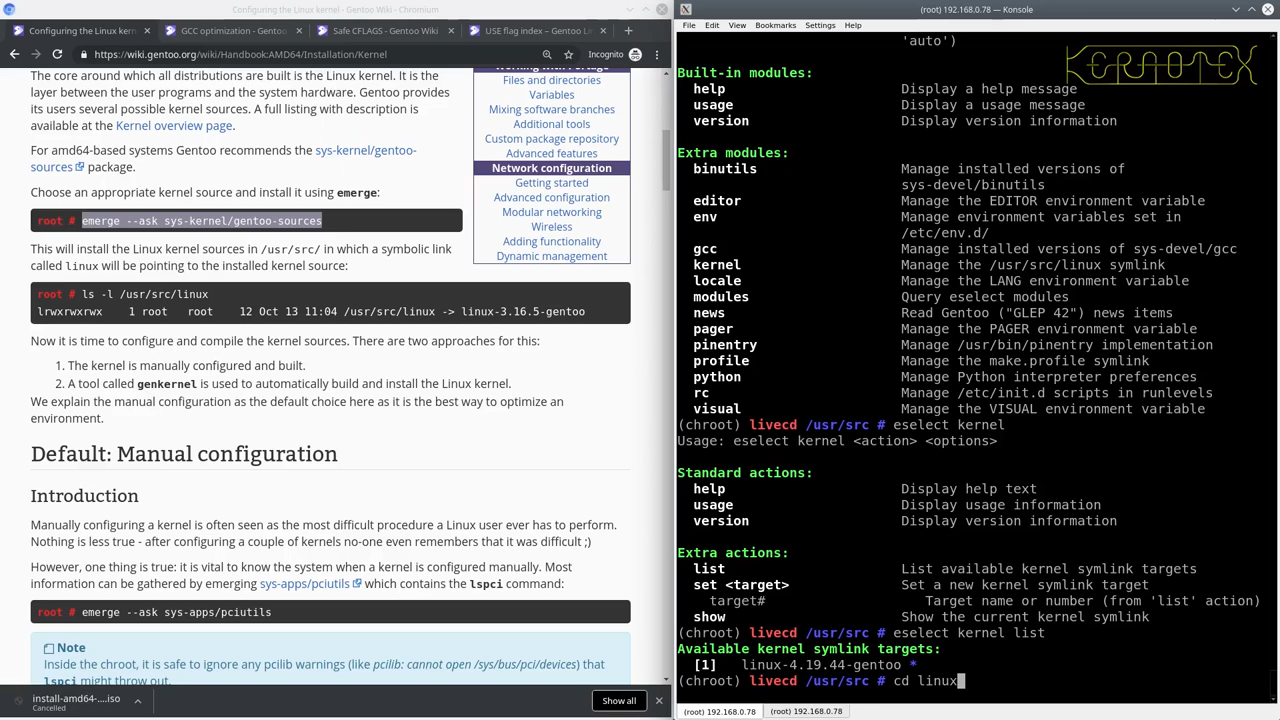 Configuring the Linux kernel - Gentoo Wiki - Chromium
Configuring the Linux kernel
GCC optimization - Gentoo
Safe CFLAGS - Gentoo Wiki
USE flag index – Gentoo L
https://wiki.gentoo.org/wiki/Handbook:AMD64/Installation/Kernel
Incognito
The core around which all distributions are built is the Linux kernel. It is the
layer between the user programs and the system hardware. Gentoo provides
its users several possible kernel sources. A full listing with description is
available at the Kernel overview page.
For amd64-based systems Gentoo recommends the sys-kernel/gentoo-
sources package.
Choose an appropriate kernel source and install it using emerge:
root # emerge --ask sys-kernel/gentoo-sources
This will install the Linux kernel sources in /usr/src/ in which a symbolic link
called linux will be pointing to the installed kernel source:
root # ls -l /usr/src/linux
lrwxrwxrwx 1 root root 12 Oct 13 11:04 /usr/src/linux -> linux-3.16.5-gentoo
Now it is time to configure and compile the kernel sources. There are two approaches for this:
1. The kernel is manually configured and built.
2. A tool called genkernel is used to automatically build and install the Linux kernel.
We explain the manual configuration as the default choice here as it is the best way to optimize an
environment.
Default: Manual configuration
Introduction
Manually configuring a kernel is often seen as the most difficult procedure a Linux user ever has to perform.
Nothing is less true - after configuring a couple of kernels no-one even remembers that it was difficult ;)
However, one thing is true: it is vital to know the system when a kernel is configured manually. Most
information can be gathered by emerging sys-apps/pciutils which contains the lspci command:
root # emerge --ask sys-apps/pciutils
Note
Inside the chroot, it is safe to ignore any pcilib warnings (like pcilib: cannot open /sys/bus/pci/devices) that
lspci might throw out.
Working with Portage
Files and directories
Variables
Mixing software branches
Additional tools
Custom package repository
Advanced features
Network configuration
Getting started
Advanced configuration
Modular networking
Wireless
Adding functionality
Dynamic management
install-amd64-....iso
Cancelled
Show all
(root) 192.168.0.78 — Konsole
File Edit View Bookmarks Settings Help
KERNOTEX
'auto')
Built-in modules:
help Display a help message
usage Display a usage message
version Display version information
Extra modules:
binutils Manage installed versions of
sys-devel/binutils
editor Manage the EDITOR environment variable
env Manage environment variables set in
/etc/env.d/
gcc Manage installed versions of sys-devel/gcc
kernel Manage the /usr/src/linux symlink
locale Manage the LANG environment variable
modules Query eselect modules
news Read Gentoo ("GLEP 42") news items
pager Manage the PAGER environment variable
pinentry Manage /usr/bin/pinentry implementation
profile Manage the make.profile symlink
python Manage Python interpreter preferences
rc Manage /etc/init.d scripts in runlevels
visual Manage the VISUAL environment variable
(chroot) livecd /usr/src # eselect kernel
Usage: eselect kernel <action> <options>
Standard actions:
help Display help text
usage Display usage information
version Display version information
Extra actions:
list List available kernel symlink targets
set <target> Set a new kernel symlink target
target# Target name or number (from 'list' action)
show Show the current kernel symlink
(chroot) livecd /usr/src # eselect kernel list
Available kernel symlink targets:
[1] linux-4.19.44-gentoo *
(chroot) livecd /usr/src # cd linux
(root) 192.168.0.78
(root) 192.168.0.78